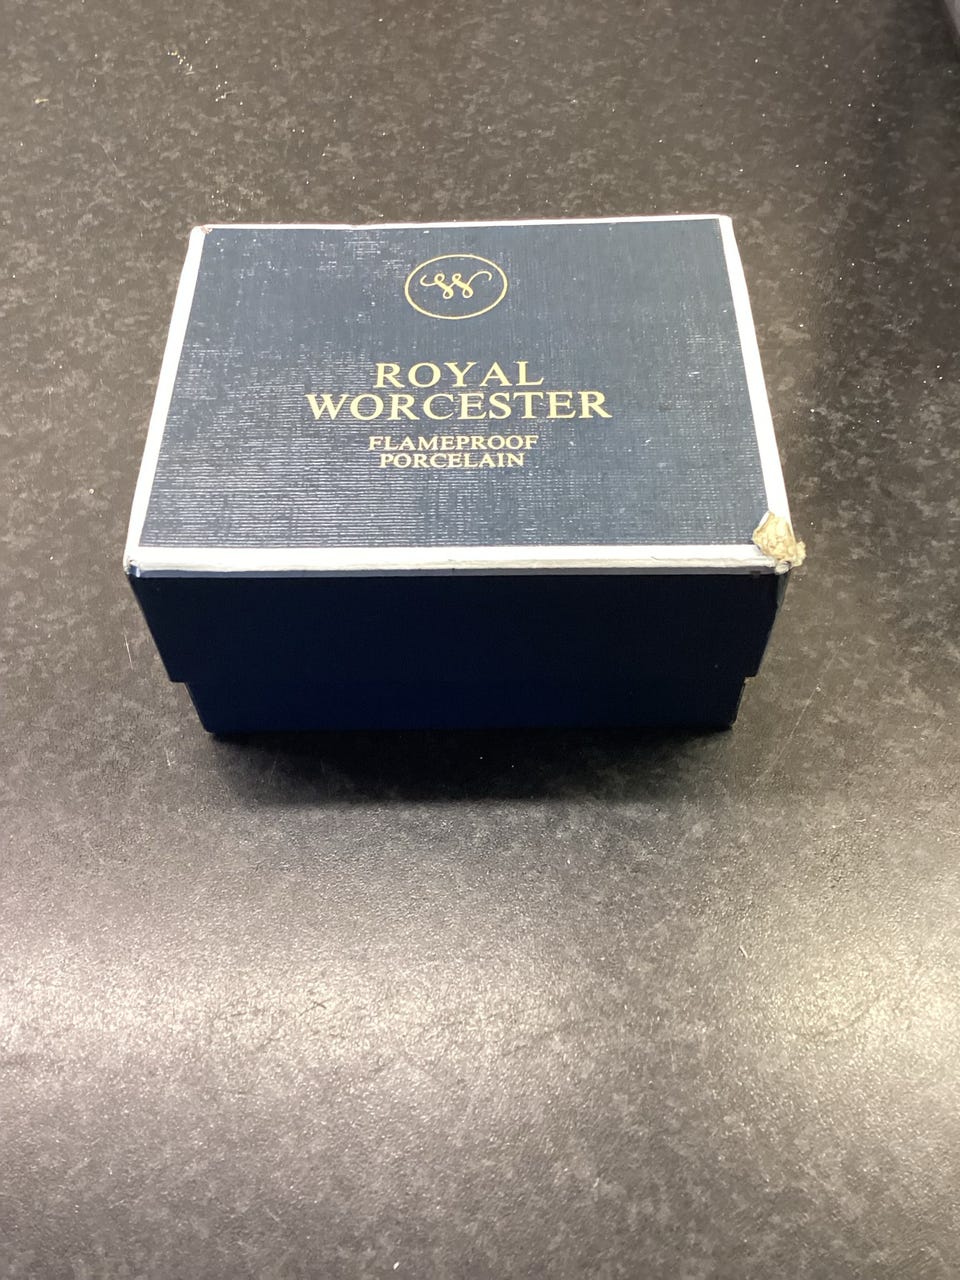 W
ROYAL
WORCESTER
FLAMEPROOF
PORCELAIN